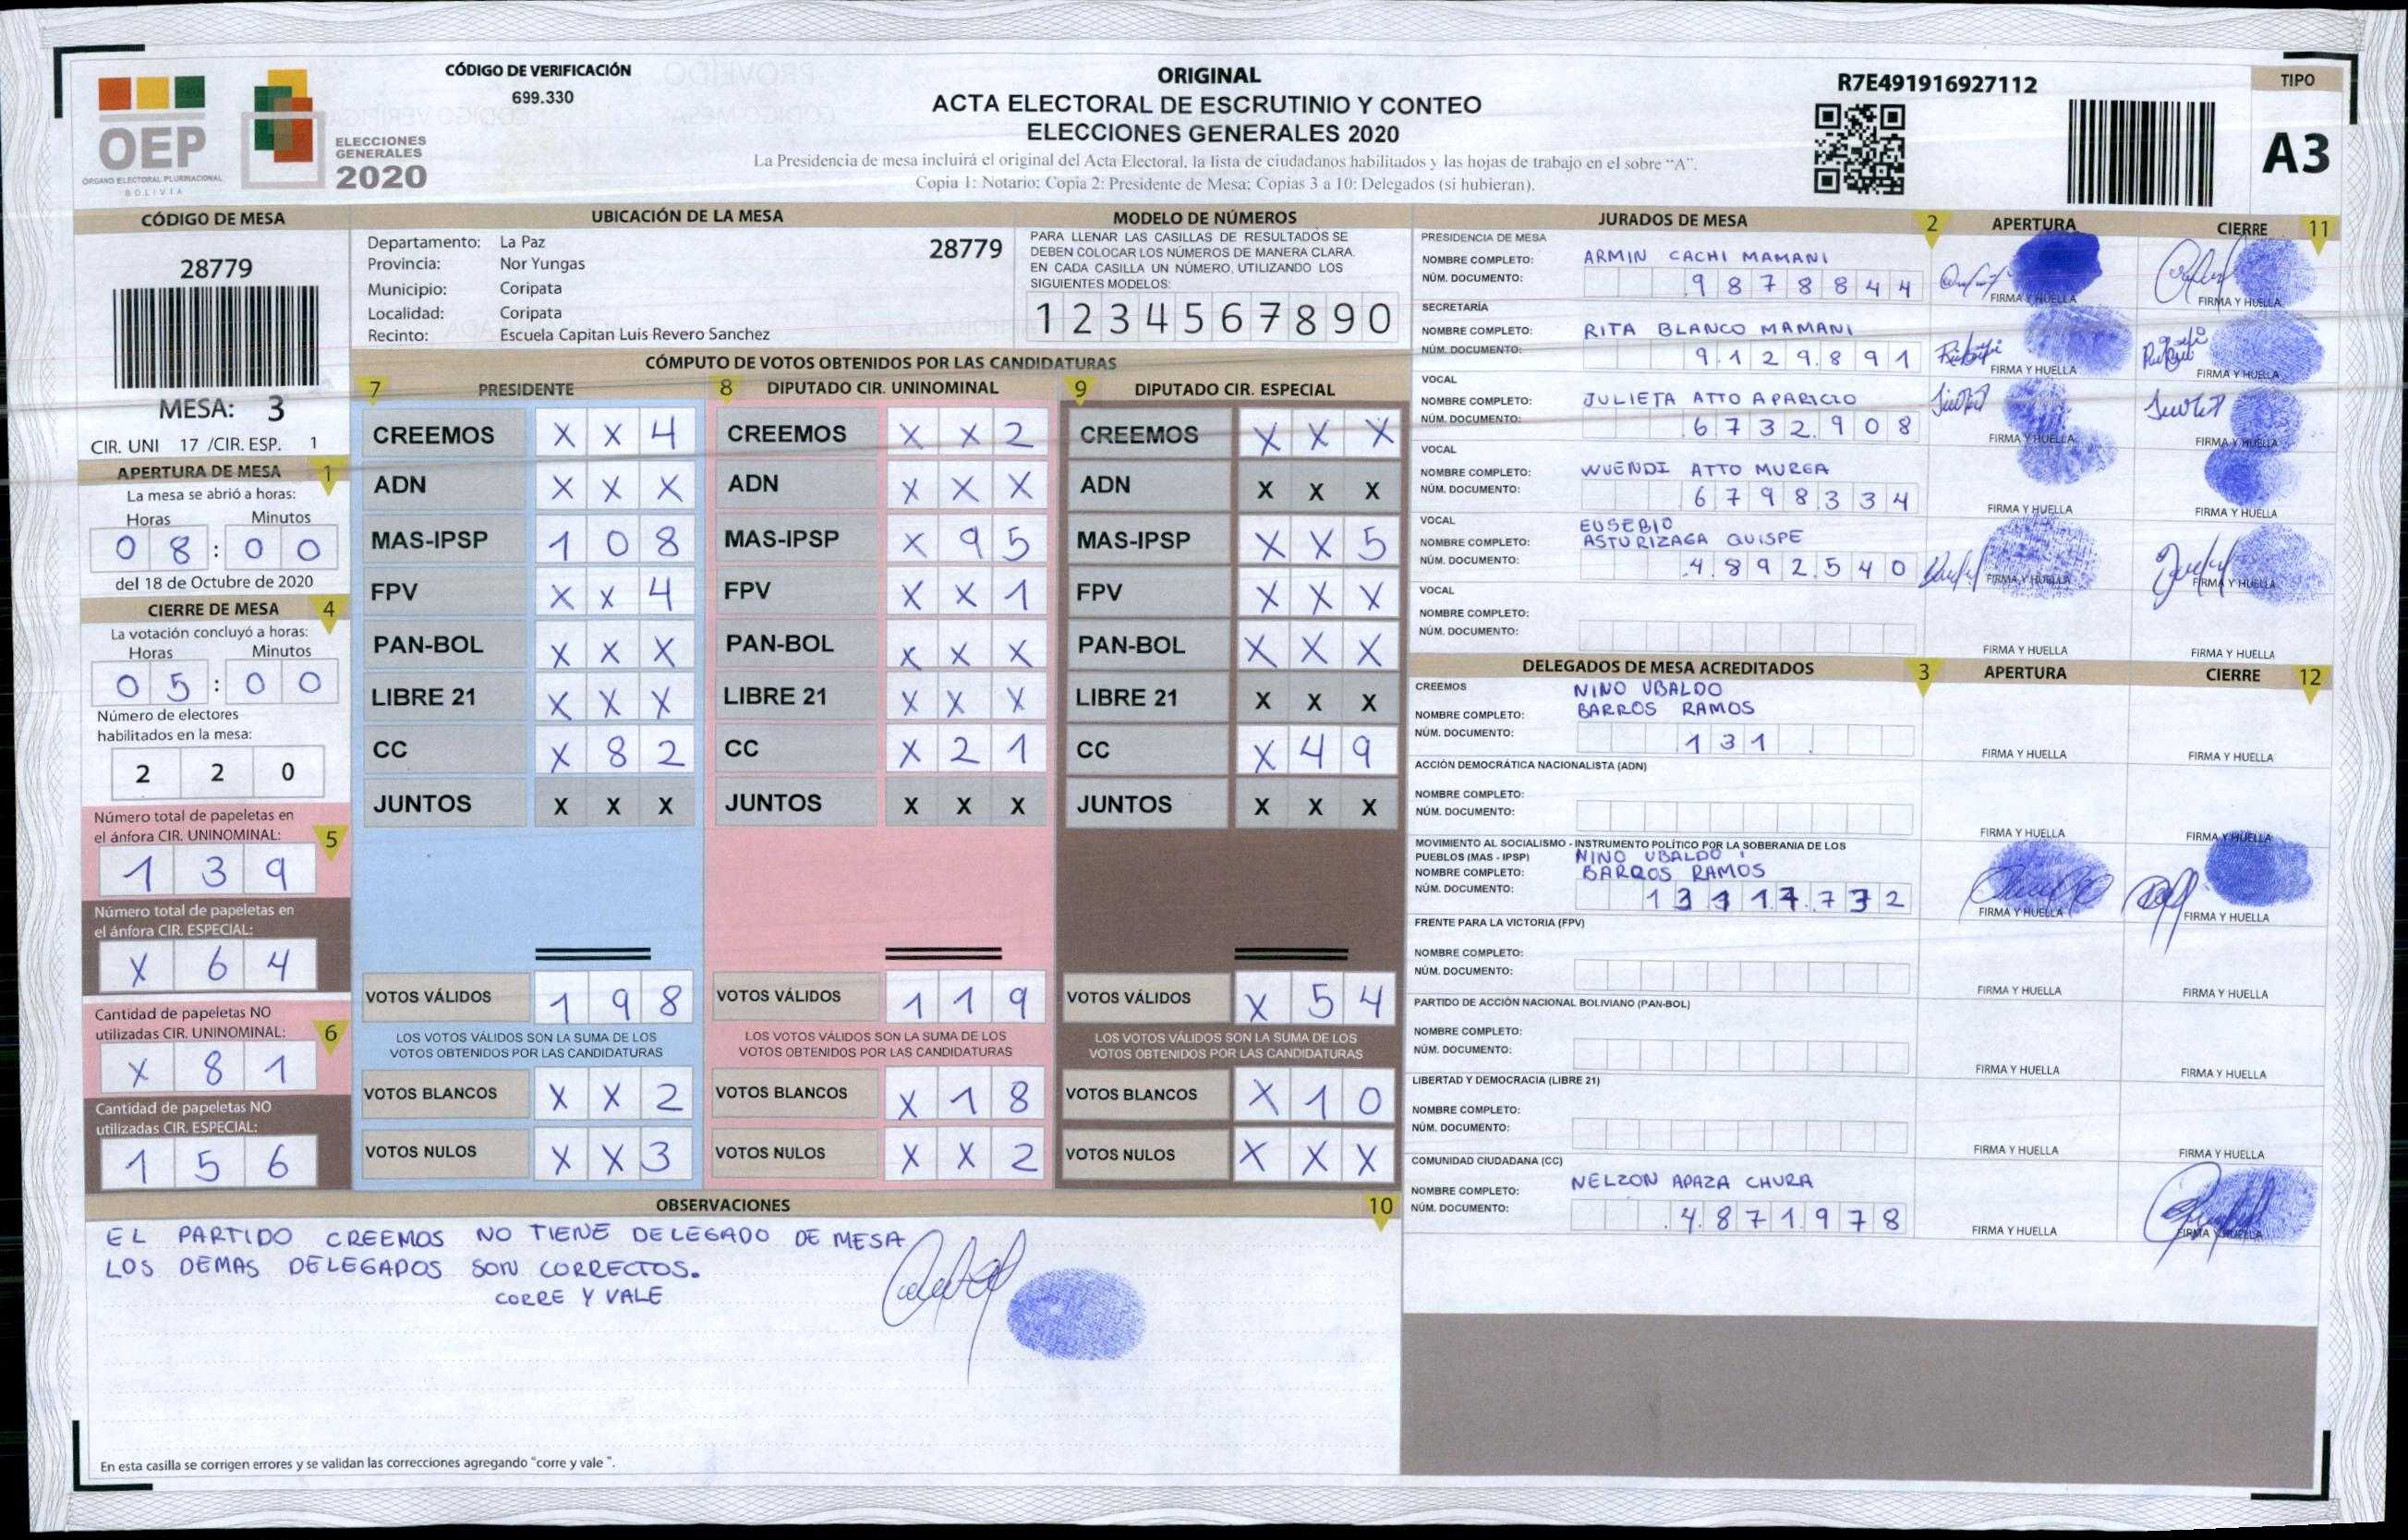 CÓDIGO DE VERIFICACIÓN
699.330
OEP
ÓRGANO ELECTORAL PLURINACIONAL
BOLIVIA
ELECCIONES
GENERALES
2020
ORIGINAL
ACTA ELECTORAL DE ESCRUTINIO Y CONTEO
ELECCIONES GENERALES 2020
La Presidencia de mesa incluirá el original del Acta Electoral, la lista de ciudadanos habilitados y las hojas de trabajo en el sobre "A".
Copia 1: Notario; Copia 2: Presidente de Mesa; Copias 3 a 10: Delegados (si hubieran).
R7E491916927112
TIPO
A3
CÓDIGO DE MESA
28779
MESA: 3
CIR. UNI 17 /CIR. ESP. 1
APERTURA DE MESA 1
La mesa se abrió a horas:
Horas Minutos
0 8 : 0 0
del 18 de Octubre de 2020
CIERRE DE MESA 4
La votación concluyó a horas:
Horas Minutos
0 5 : 0 0
Número de electores
habilitados en la mesa:
2 2 0
Número total de papeletas en
el ánfora CIR. UNINOMINAL: 5
1 3 9
Número total de papeletas en
el ánfora CIR. ESPECIAL:
X 6 4
Cantidad de papeletas NO
utilizadas CIR. UNINOMINAL: 6
X 8 1
Cantidad de papeletas NO
utilizadas CIR. ESPECIAL:
1 5 6
UBICACIÓN DE LA MESA
Departamento: La Paz 28779
Provincia: Nor Yungas
Municipio: Coripata
Localidad: Coripata
Recinto: Escuela Capitan Luis Revero Sanchez
MODELO DE NÚMEROS
PARA LLENAR LAS CASILLAS DE RESULTADOS SE
DEBEN COLOCAR LOS NÚMEROS DE MANERA CLARA.
EN CADA CASILLA UN NÚMERO, UTILIZANDO LOS
SIGUIENTES MODELOS:
1 2 3 4 5 6 7 8 9 0
CÓMPUTO DE VOTOS OBTENIDOS POR LAS CANDIDATURAS
7 PRESIDENTE
CREEMOS X X 4
ADN X X X
MAS-IPSP 1 0 8
FPV X X 4
PAN-BOL X X X
LIBRE 21 X X X
CC X 8 2
JUNTOS X X X
VOTOS VÁLIDOS 1 9 8
LOS VOTOS VÁLIDOS SON LA SUMA DE LOS
VOTOS OBTENIDOS POR LAS CANDIDATURAS
VOTOS BLANCOS X X 2
VOTOS NULOS X X 3
8 DIPUTADO CIR. UNINOMINAL
CREEMOS X X 2
ADN X X X
MAS-IPSP X 9 5
FPV X X 1
PAN-BOL X X X
LIBRE 21 X X X
CC X 2 1
JUNTOS X X X
VOTOS VÁLIDOS 1 1 9
LOS VOTOS VÁLIDOS SON LA SUMA DE LOS
VOTOS OBTENIDOS POR LAS CANDIDATURAS
VOTOS BLANCOS X 1 8
VOTOS NULOS X X 2
9 DIPUTADO CIR. ESPECIAL
CREEMOS X X X
ADN X X X
MAS-IPSP X X 5
FPV X X X
PAN-BOL X X X
LIBRE 21 X X X
CC X 4 9
JUNTOS X X X
VOTOS VÁLIDOS X 5 4
LOS VOTOS VÁLIDOS SON LA SUMA DE LOS
VOTOS OBTENIDOS POR LAS CANDIDATURAS
VOTOS BLANCOS X 1 0
VOTOS NULOS X X X
OBSERVACIONES 10
EL PARTIDO CREEMOS NO TIENE DELEGADO DE MESA
LOS DEMAS DELEGADOS SON CORRECTOS.
CORRE Y VALE
En esta casilla se corrigen errores y se validan las correcciones agregando "corre y vale ".
JURADOS DE MESA 2 APERTURA CIERRE 11
PRESIDENCIA DE MESA
NOMBRE COMPLETO: ARMIN CACHI MAMANI
NÚM. DOCUMENTO: 9 8 7 8 8 4 4
FIRMA Y HUELLA FIRMA Y HUELLA
SECRETARÍA
NOMBRE COMPLETO: RITA BLANCO MAMANI
NÚM. DOCUMENTO: 9.1 2 9.8 9 1
FIRMA Y HUELLA FIRMA Y HUELLA
VOCAL
NOMBRE COMPLETO: JULIETA ATTO APARICIO
NÚM. DOCUMENTO: 6 7 3 2.9 0 8
FIRMA Y HUELLA FIRMA Y HUELLA
VOCAL
NOMBRE COMPLETO: WUENDI ATTO MURGA
NÚM. DOCUMENTO: 6 7 9 8.3 3 4
FIRMA Y HUELLA FIRMA Y HUELLA
VOCAL
EUSEBIO
NOMBRE COMPLETO: ASTURIZAGA QUISPE
NÚM. DOCUMENTO: .4.8 9 2.5 4 0
FIRMA Y HUELLA FIRMA Y HUELLA
VOCAL
NOMBRE COMPLETO:
NÚM. DOCUMENTO:
FIRMA Y HUELLA FIRMA Y HUELLA
DELEGADOS DE MESA ACREDITADOS 3 APERTURA CIERRE 12
CREEMOS NINO UBALDO
NOMBRE COMPLETO: BARROS RAMOS
NÚM. DOCUMENTO: 1 3 1
FIRMA Y HUELLA FIRMA Y HUELLA
ACCIÓN DEMOCRÁTICA NACIONALISTA (ADN)
NOMBRE COMPLETO:
NÚM. DOCUMENTO:
FIRMA Y HUELLA FIRMA Y HUELLA
MOVIMIENTO AL SOCIALISMO - INSTRUMENTO POLÍTICO POR LA SOBERANIA DE LOS
PUEBLOS (MAS - IPSP) NINO UBALDO
NOMBRE COMPLETO: BARROS RAMOS
NÚM. DOCUMENTO: 1 3 1 1 7.7 3 2
FIRMA Y HUELLA FIRMA Y HUELLA
FRENTE PARA LA VICTORIA (FPV)
NOMBRE COMPLETO:
NÚM. DOCUMENTO:
FIRMA Y HUELLA FIRMA Y HUELLA
PARTIDO DE ACCIÓN NACIONAL BOLIVIANO (PAN-BOL)
NOMBRE COMPLETO:
NÚM. DOCUMENTO:
FIRMA Y HUELLA FIRMA Y HUELLA
LIBERTAD Y DEMOCRACIA (LIBRE 21)
NOMBRE COMPLETO:
NÚM. DOCUMENTO:
FIRMA Y HUELLA FIRMA Y HUELLA
COMUNIDAD CIUDADANA (CC)
NOMBRE COMPLETO: NELZON APAZA CHURA
NÚM. DOCUMENTO: .4.8 7 1.9 7 8
FIRMA Y HUELLA FIRMA Y HUELLA